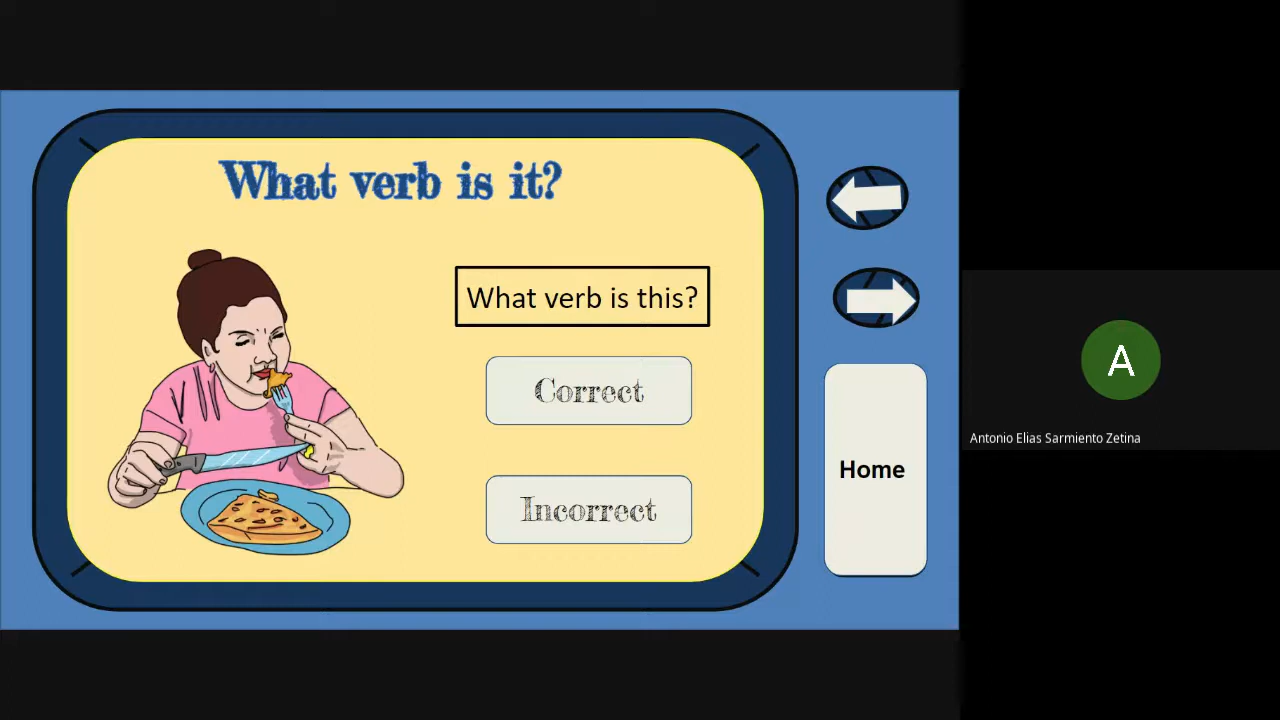 What verb is it?
What verb is this?
Correct
Incorrect
Home
A
Antonio Elias Sarmiento Zetina